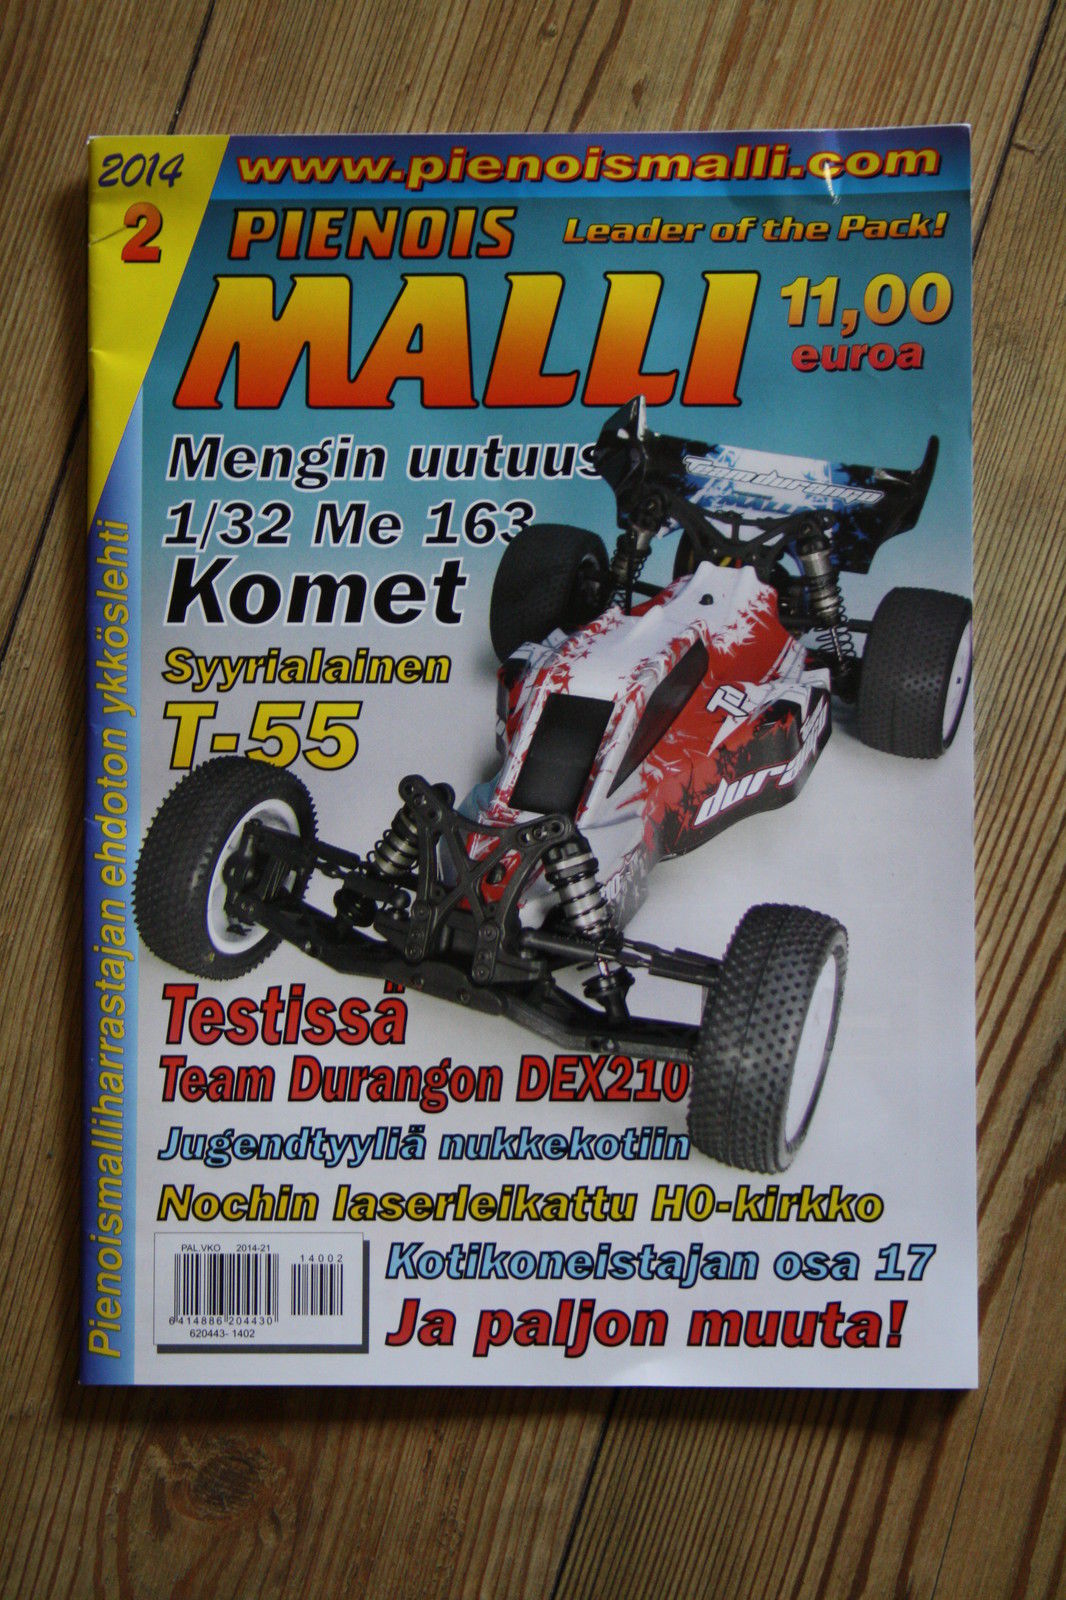 2014
2
www.pienoismalli.com
PIENOIS
Leader of the Pack!
MALLI
11,00
euroa
Mengin uutuus
1/32 Me 163
Komet
Syyrialainen
T-55
Team durango
Testissä
Team Durangon DEX210
Jugendtyyliä nukkekotiin
Nochin laserleikattu H0-kirkko
Kotikoneistajan osa 17
Ja paljon muuta!
Pienoismalliharrastajan ehdoton ykköslehti
PAL.VKO 2014-21
14002
6 414886 204430
620443-1402